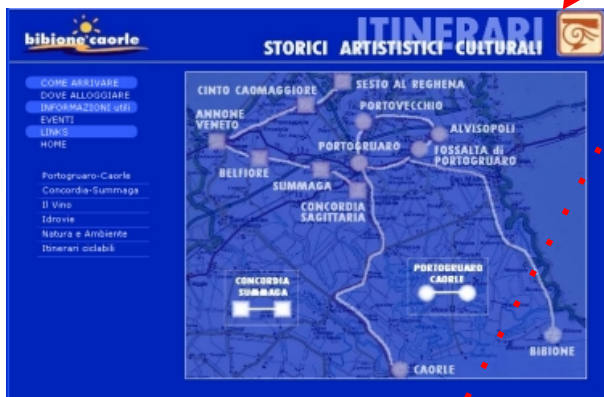 ITINERARI
bibione caorle
STORICI ARTISTISTICI CULTURALI
COME ARRIVARE
DOVE ALLOGGIARE
INFORMAZIONI utili
EVENTI
LINKS
HOME
Portogruaro-Caorle
Concordia-Summaga
Il Vino
Idrovie
Natura e Ambiente
Itinerari ciclabili
SESTO AL REGHENA
CINTO CAOMAGGIORE
PORTOVECCHIO
ANNONE
VENETO
ALVISOPOLI
PORTOGRUARO
FOSSALTA di
PORTOGRUARO
BELFIORE
SUMMAGA
CONCORDIA
SAGITTARIA
CONCORDIA
SUMMAGA
PORTOGRUARO
CAORLE
BIBIONE
CAORLE